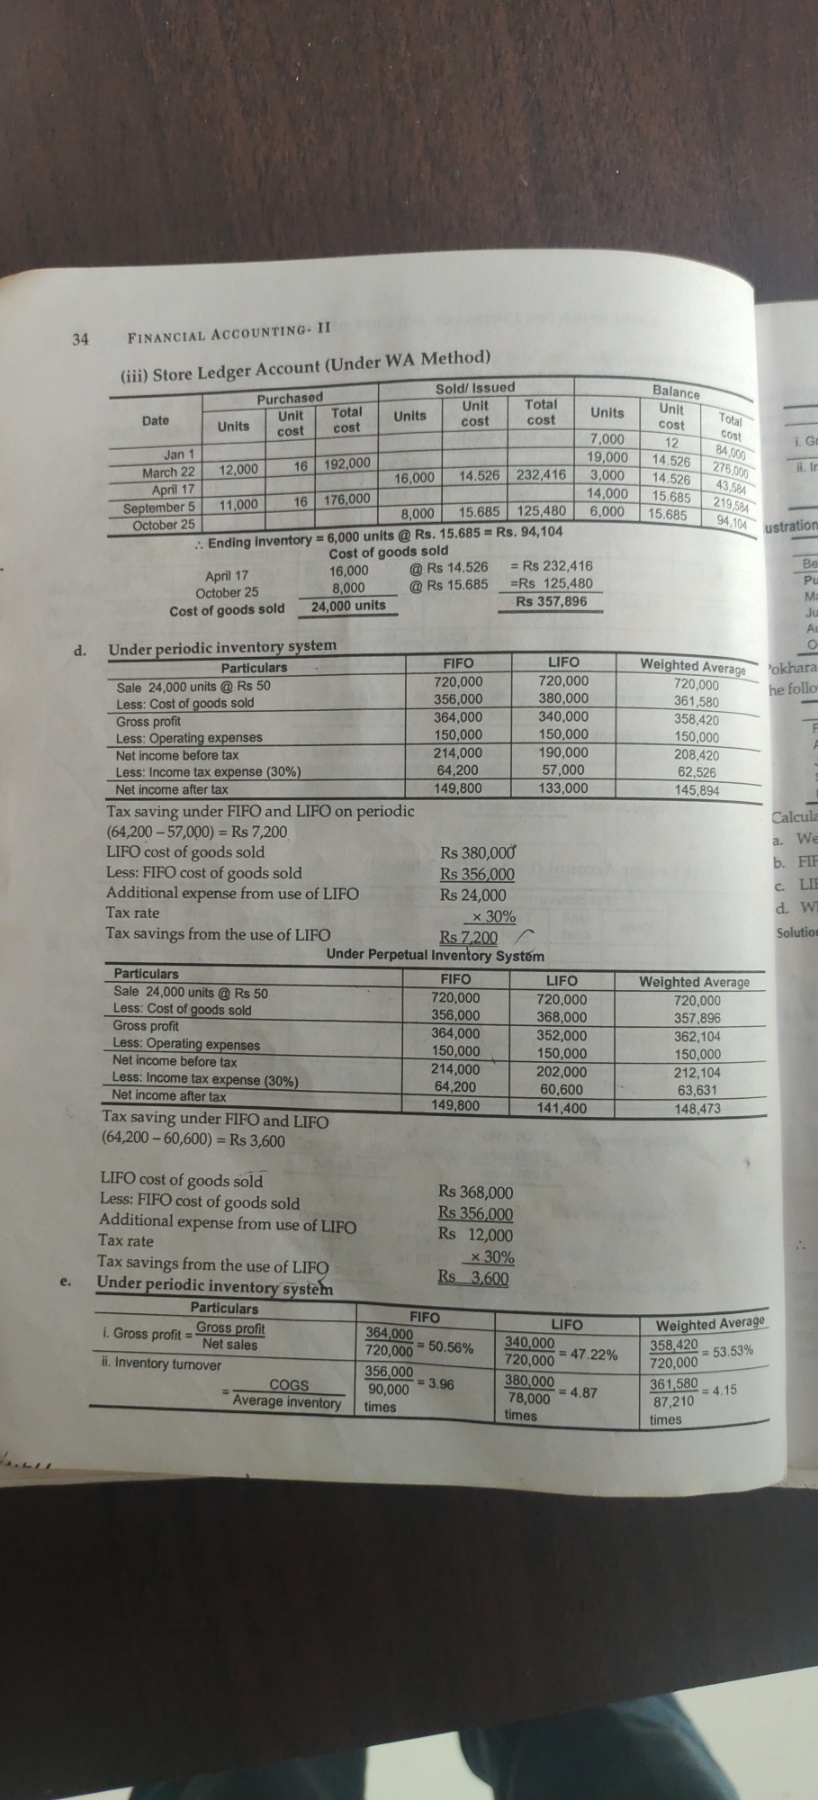 34 FINANCIAL ACCOUNTING- II
(iii) Store Ledger Account (Under WA Method)
Date Purchased Sold/ Issued Balance
Units Unit cost Total cost Units Unit cost Total cost Units Unit cost Total cost
Jan 1 7,000 12 84,000
March 22 12,000 16 192,000 19,000 14.526 276,000
April 17 16,000 14.526 232,416 3,000 14.526 43,584
September 5 11,000 16 176,000 14,000 15.685 219,584
October 25 8,000 15.685 125,480 6,000 15.685 94,104
∴ Ending inventory = 6,000 units @ Rs. 15.685 = Rs. 94,104
Cost of goods sold
April 17 16,000 @ Rs 14.526 = Rs 232,416
October 25 8,000 @ Rs 15.685 =Rs 125,480
Cost of goods sold 24,000 units Rs 357,896
d. Under periodic inventory system
Particulars FIFO LIFO Weighted Average
Sale 24,000 units @ Rs 50 720,000 720,000 720,000
Less: Cost of goods sold 356,000 380,000 361,580
Gross profit 364,000 340,000 358,420
Less: Operating expenses 150,000 150,000 150,000
Net income before tax 214,000 190,000 208,420
Less: Income tax expense (30%) 64,200 57,000 62,526
Net income after tax 149,800 133,000 145,894
Tax saving under FIFO and LIFO on periodic
(64,200 – 57,000) = Rs 7,200
LIFO cost of goods sold Rs 380,000
Less: FIFO cost of goods sold Rs 356,000
Additional expense from use of LIFO Rs 24,000
Tax rate × 30%
Tax savings from the use of LIFO Rs 7,200
Under Perpetual Inventory System
Particulars FIFO LIFO Weighted Average
Sale 24,000 units @ Rs 50 720,000 720,000 720,000
Less: Cost of goods sold 356,000 368,000 357,896
Gross profit 364,000 352,000 362,104
Less: Operating expenses 150,000 150,000 150,000
Net income before tax 214,000 202,000 212,104
Less: Income tax expense (30%) 64,200 60,600 63,631
Net income after tax 149,800 141,400 148,473
Tax saving under FIFO and LIFO
(64,200 – 60,600) = Rs 3,600
LIFO cost of goods sold Rs 368,000
Less: FIFO cost of goods sold Rs 356,000
Additional expense from use of LIFO Rs 12,000
Tax rate × 30%
Tax savings from the use of LIFO Rs 3,600
e. Under periodic inventory system
Particulars FIFO LIFO Weighted Average
i. Gross profit = Gross profit / Net sales 364,000 / 720,000 = 50.56% 340,000 / 720,000 = 47.22% 358,420 / 720,000 = 53.53%
ii. Inventory turnover
= COGS / Average inventory 356,000 / 90,000 = 3.96 times 380,000 / 78,000 = 4.87 times 361,580 / 87,210 = 4.15 times
i. Gr
ii. In
ustration
Be
Pu
Ma
Ju
Au
O
'okhara
he follo
F
A
Calcula
a. We
b. FIF
c. LIF
d. W
Solution
∴